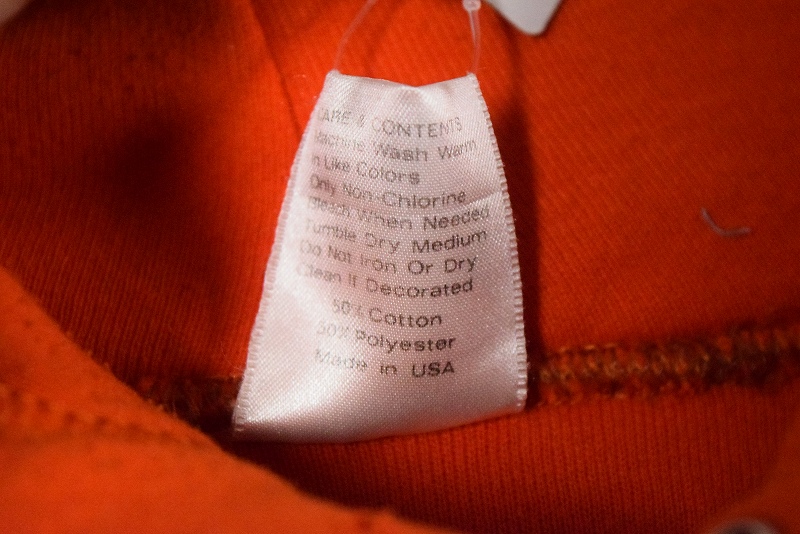 CARE & CONTENTS
Machine Wash Warm
In Like Colors
Only Non-Chlorine
Bleach When Needed
Tumble Dry Medium
Do Not Iron Or Dry
Clean If Decorated
50% Cotton
50% Polyester
Made in USA